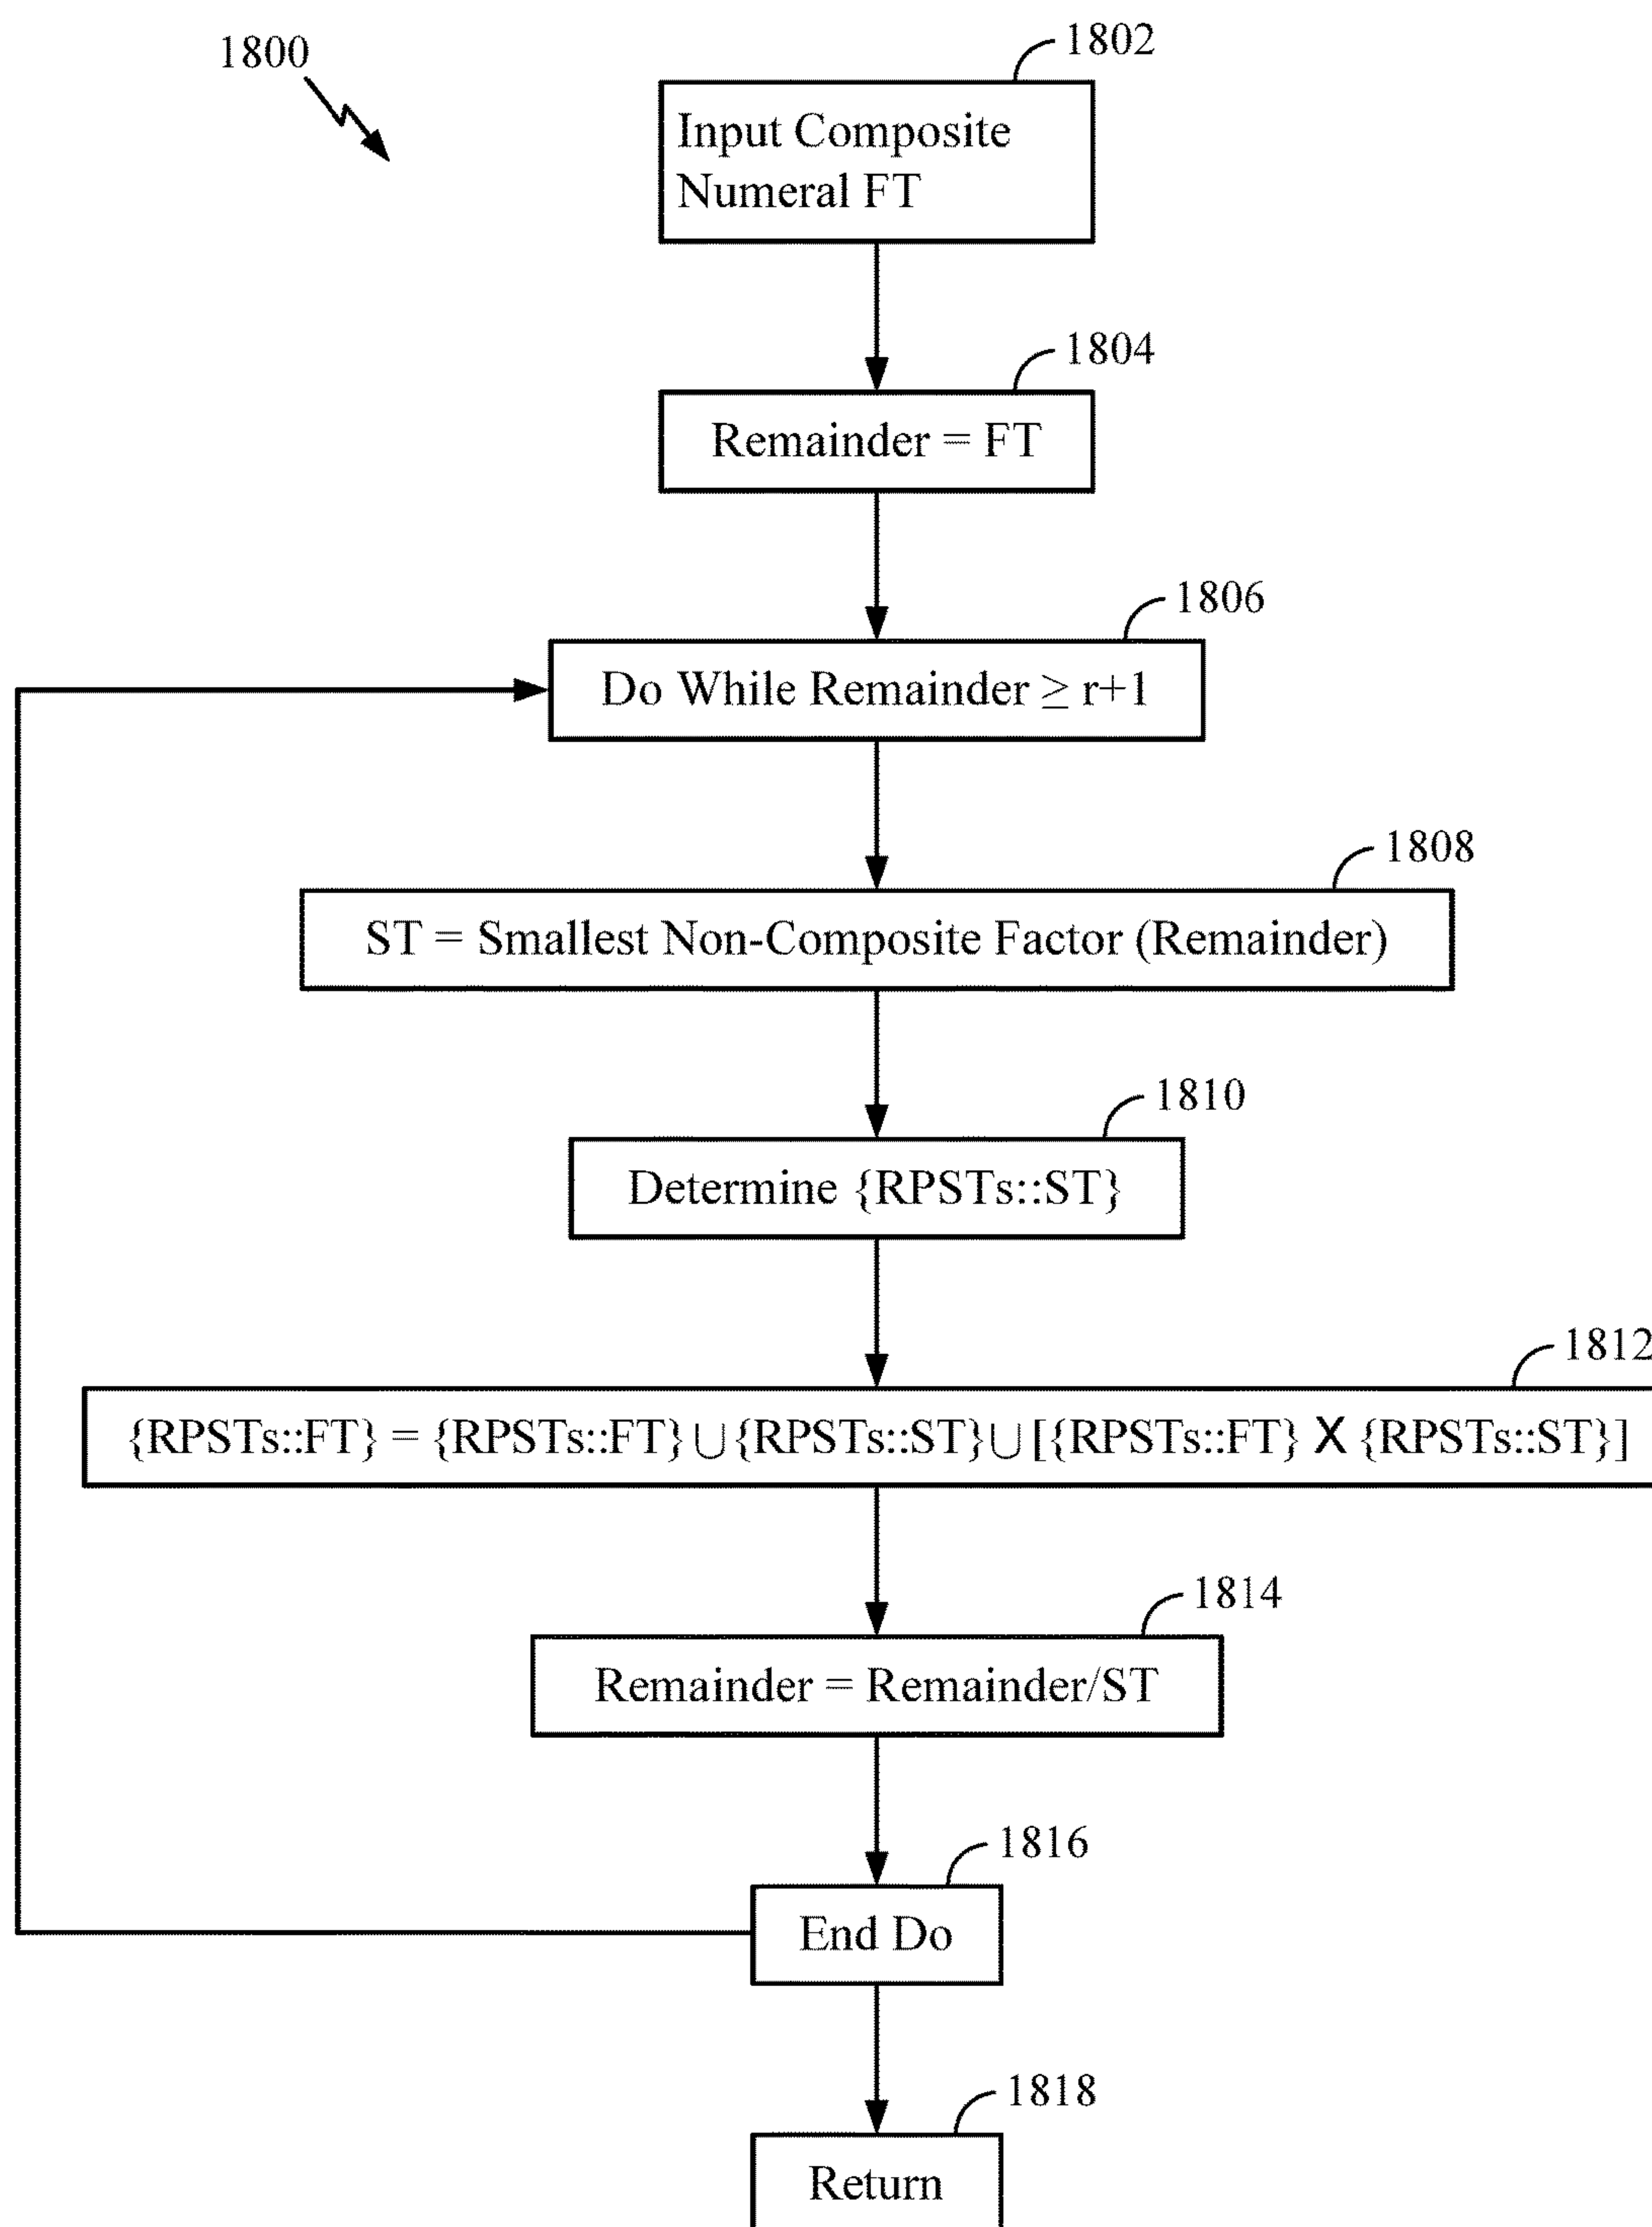 1800
1802
Input Composite
Numeral FT
1804
Remainder = FT
1806
Do While Remainder ≥ r+1
1808
ST = Smallest Non-Composite Factor (Remainder)
1810
Determine {RPSTs::ST}
1812
{RPSTs::FT} = {RPSTs::FT}∪{RPSTs::ST}∪[{RPSTs::FT} X {RPSTs::ST}]
1814
Remainder = Remainder/ST
1816
End Do
1818
Return